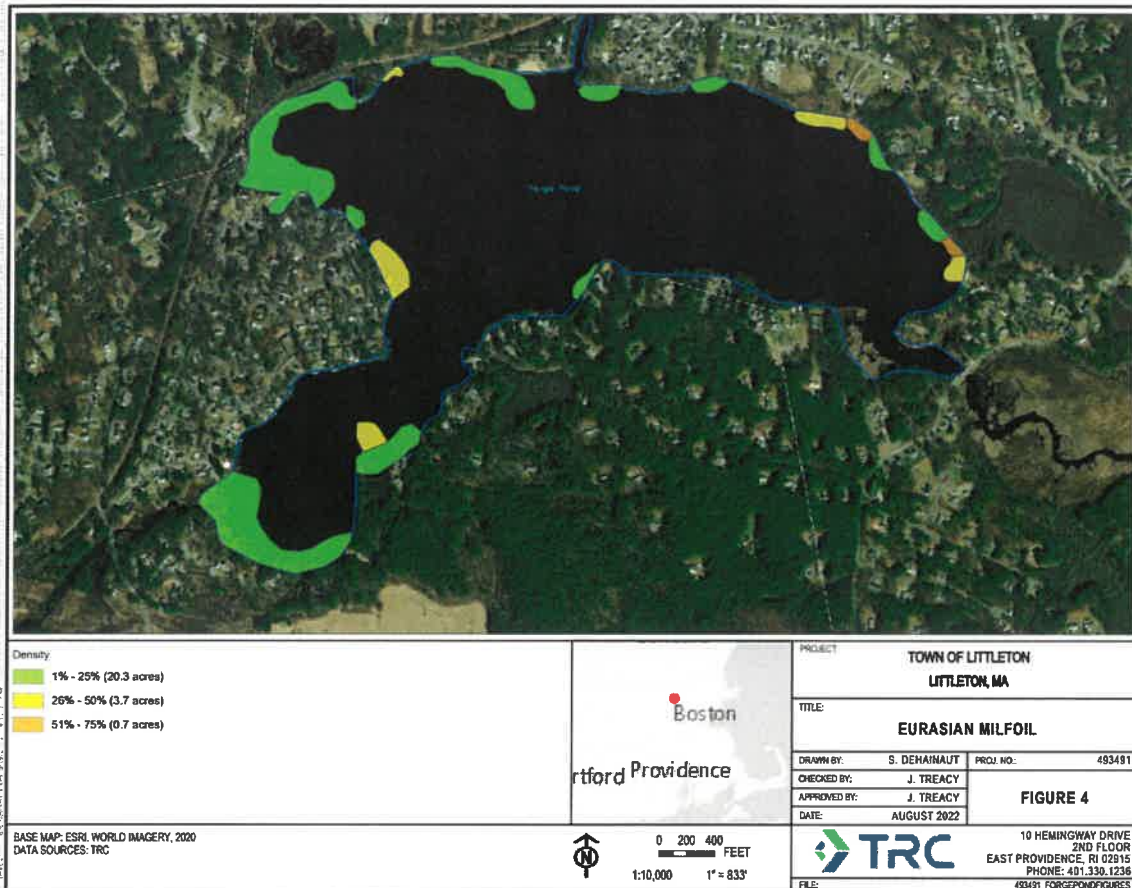 Density
1% - 25% (20.3 acres)
26% - 50% (3.7 acres)
51% - 75% (0.7 acres)
BASE MAP: ESRI, WORLD IMAGERY, 2020
DATA SOURCES: TRC
Boston
rtford Providence
N
0 200 400
FEET
1:10,000 1" = 833'
PROJECT
TOWN OF LITTLETON
LITTLETON, MA
TITLE:
EURASIAN MILFOIL
DRAWN BY: S. DEHAINAUT PROJ. NO.: 493491
CHECKED BY: J. TREACY
APPROVED BY: J. TREACY
DATE: AUGUST 2022
FIGURE 4
TRC
10 HEMINGWAY DRIVE
2ND FLOOR
EAST PROVIDENCE, RI 02915
PHONE: 401.330.1236
FILE: 493491_FORGEPONDFIGURES